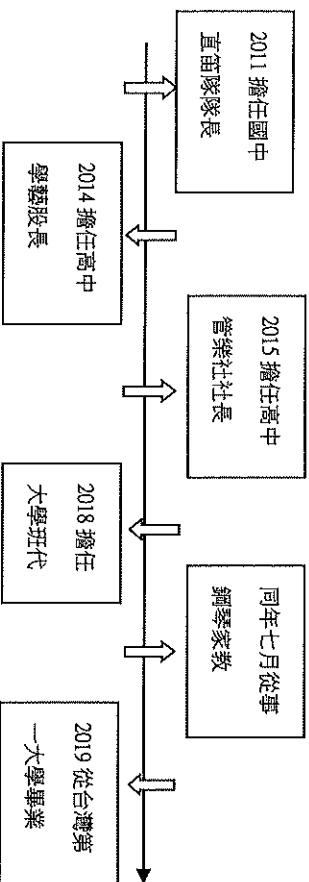 2011 擔任國中
直笛隊隊長
2014 擔任高中
學藝股長
2015 擔任高中
管樂社社長
2018 擔任
大學班代
同年七月從事
鋼琴家教
2019 從台灣第
一大學畢業